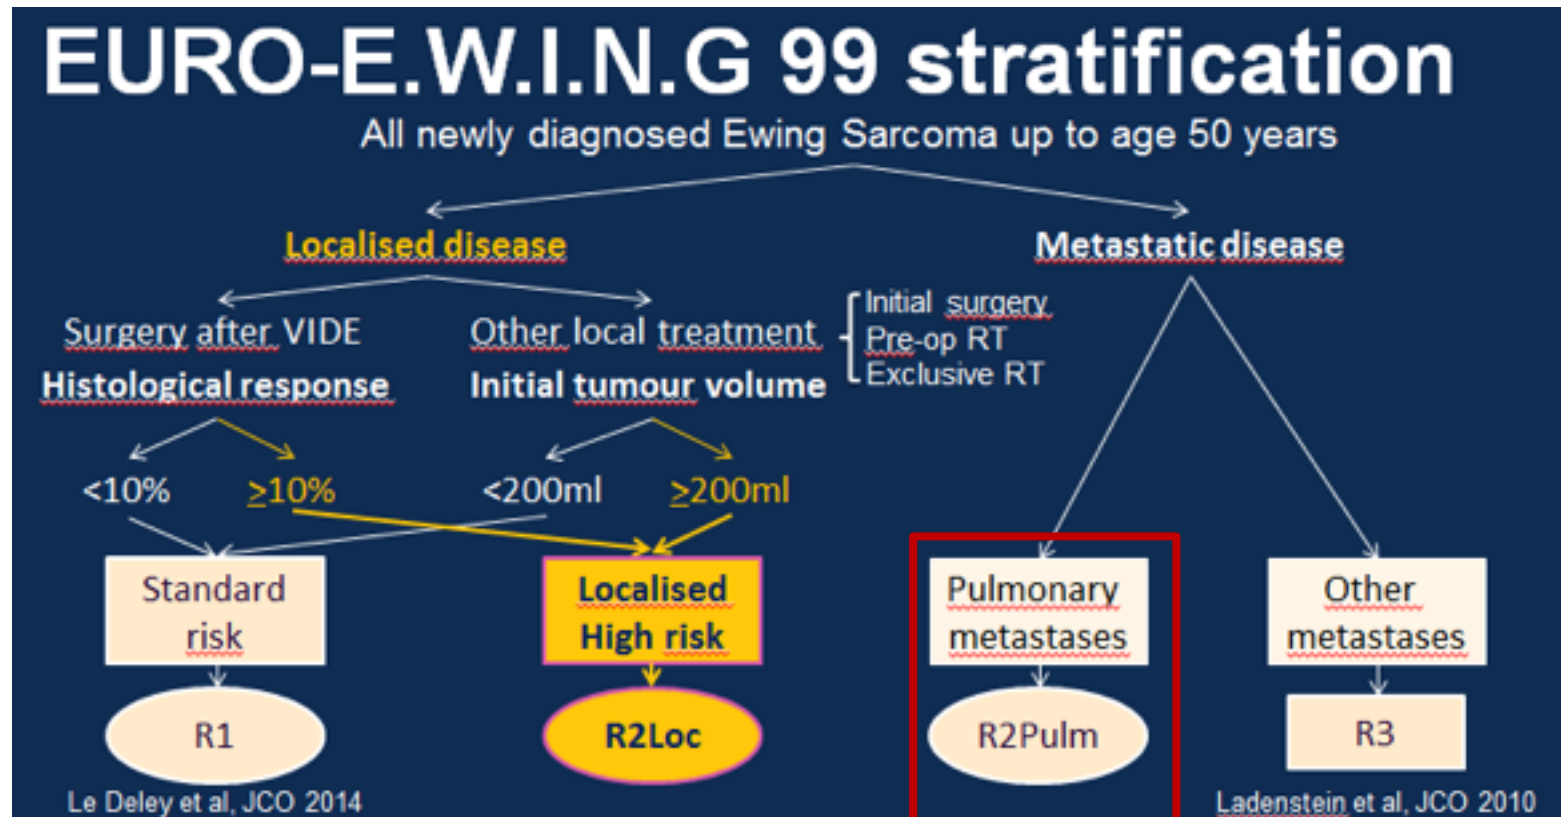 EURO-E.W.I.N.G 99 stratification
All newly diagnosed Ewing Sarcoma up to age 50 years
Localised disease
Metastatic disease
Surgery after VIDE
Histological response
Other local treatment
Initial tumour volume
Initial surgery
Pre-op RT
Exclusive RT
<10%
≥10%
<200ml
≥200ml
Standard
risk
Localised
High risk
Pulmonary
metastases
Other
metastases
R1
R2Loc
R2Pulm
R3
Le Deley et al, JCO 2014
Ladenstein et al, JCO 2010